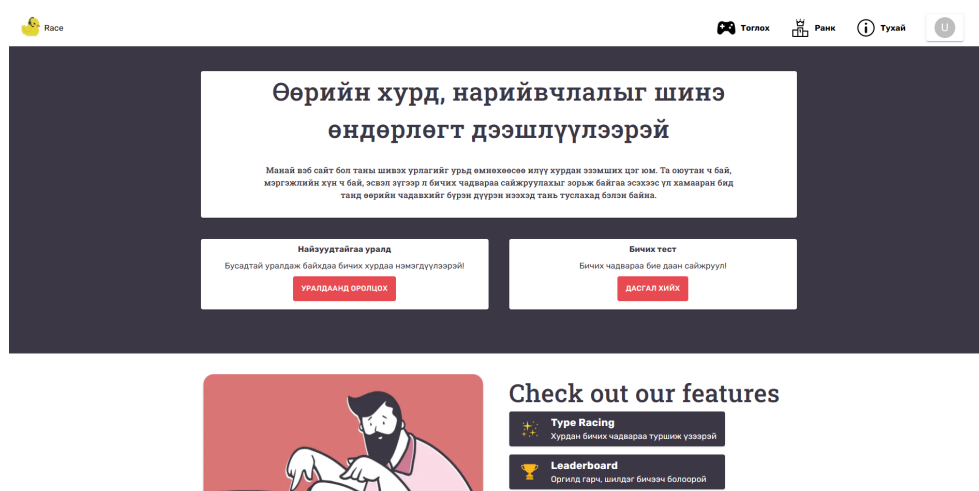 Race
Тоглох
Ранк
Тухай
U
Өөрийн хурд, нарийвчлалыг шинэ
өндөрлөгт дээшлүүлээрэй
Манай вэб сайт бол таны шивэх урлагийг урьд өмнөхөөсөө илүү хурдан эзэмших цэг юм. Та оюутан ч бай,
мэргэжлийн хүн ч бай, эсвэл зүгээр л бичих чадвараа сайжруулахыг зорьж байгаа эсэхээс үл хамааран бид
танд өөрийн чадавхийг бүрэн дүүрэн нээхэд тань туслахад бэлэн байна.
Найзуудтайгаа уралд
Бусадтай уралдаж байхдаа бичих хурдаа нэмэгдүүлээрэй!
УРАЛДААНД ОРОЛЦОХ
Бичих тест
Бичих чадвараа бие даан сайжруул!
ДАСГАЛ ХИЙХ
Check out our features
Type Racing
Хурдан бичих чадвараа туршиж үзээрэй
Leaderboard
Оргилд гарч, шилдэг бичээч болоорой